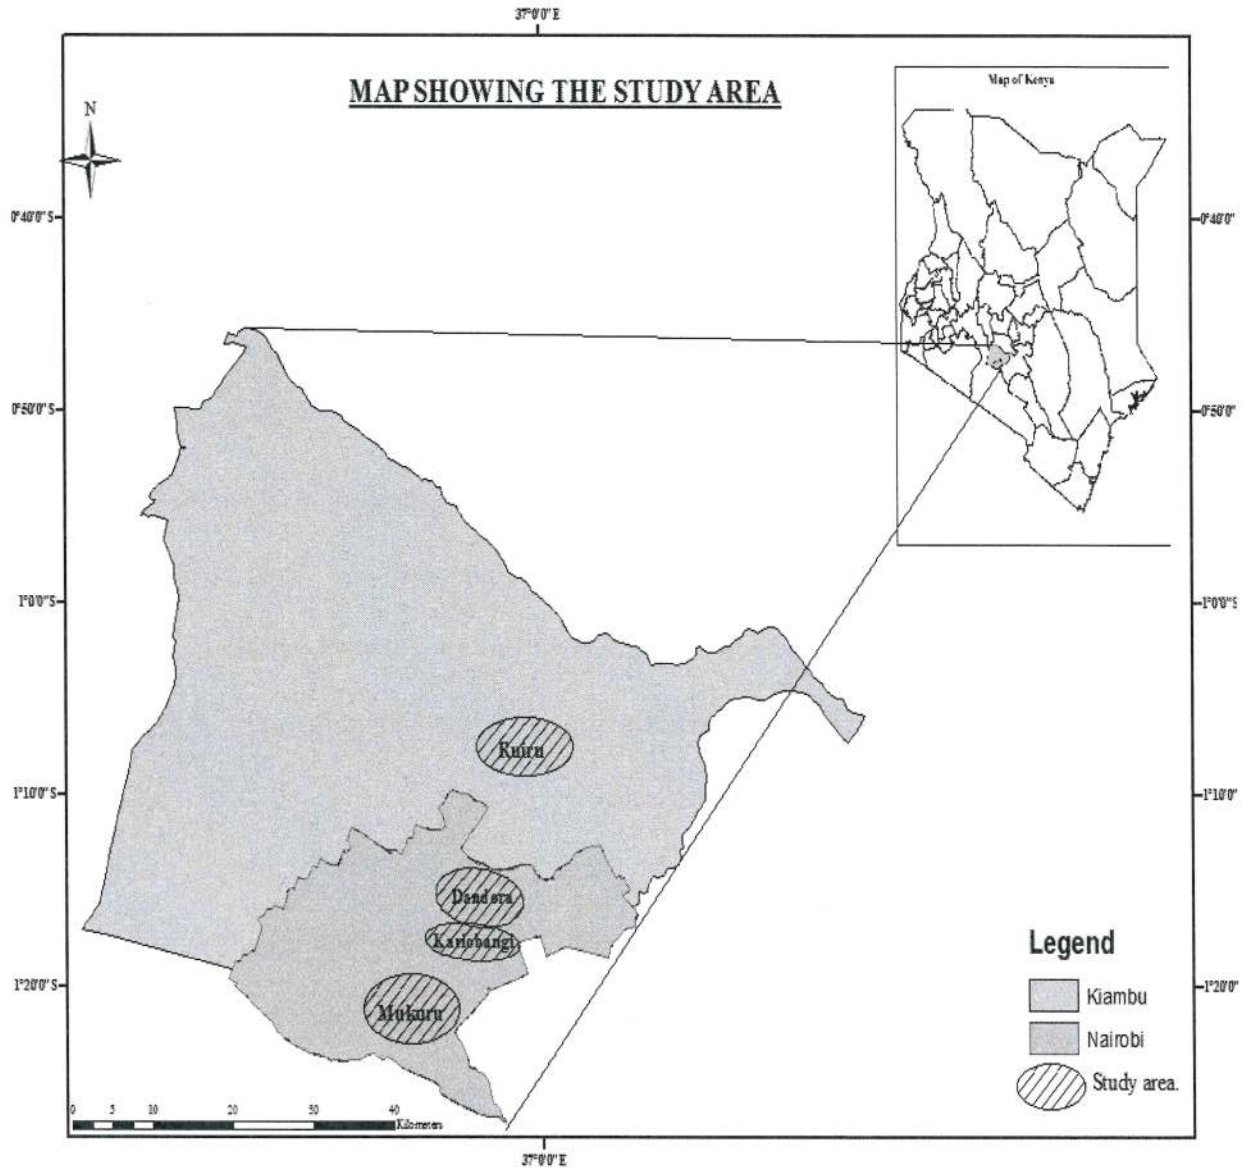 37°0'0"E
MAP SHOWING THE STUDY AREA
Map of Kenya
N
0°40'0"S
0°40'0"
0°50'0"S
0°50'0"
1°0'0"S
1°0'0"S
Ruiru
1°10'0"S
1°10'0"
Dandora
Kariobangi
Legend
1°20'0"S
1°20'0"
Kiambu
Mukuru
Nairobi
Study area.
0 5 10 20 30 40
Kilometers
37°0'0"E